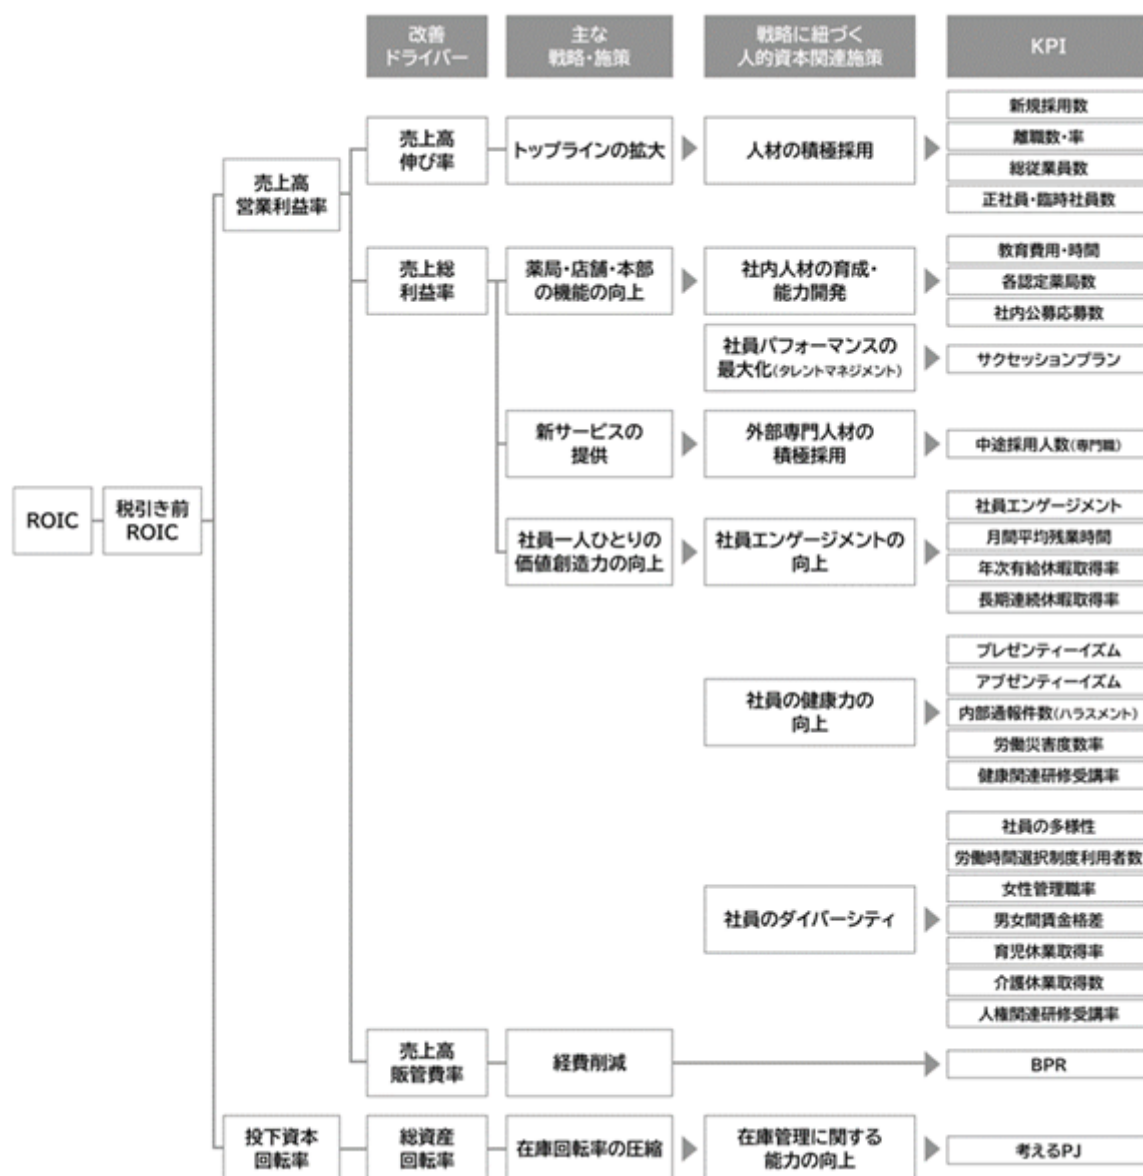 改善
ドライバー
主な
戦略・施策
戦略に紐づく
人的資本関連施策
KPI
ROIC
税引き前
ROIC
売上高
営業利益率
売上高
伸び率
トップラインの拡大
人材の積極採用
新規採用数
離職数・率
総従業員数
正社員・臨時社員数
売上総
利益率
薬局・店舗・本部
の機能の向上
社内人材の育成・
能力開発
教育費用・時間
各認定薬局数
社内公募応募数
社員パフォーマンスの
最大化(タレントマネジメント)
サクセッションプラン
新サービスの
提供
外部専門人材の
積極採用
中途採用人数(専門職)
社員一人ひとりの
価値創造力の向上
社員エンゲージメントの
向上
社員エンゲージメント
月間平均残業時間
年次有給休暇取得率
長期連続休暇取得率
社員の健康力の
向上
プレゼンティーイズム
アブゼンティーイズム
内部通報件数(ハラスメント)
労働災害度数率
健康関連研修受講率
社員のダイバーシティ
社員の多様性
労働時間選択制度利用者数
女性管理職率
男女間賃金格差
育児休業取得率
介護休業取得数
人権関連研修受講率
売上高
販管費率
経費削減
BPR
投下資本
回転率
総資産
回転率
在庫回転率の圧縮
在庫管理に関する
能力の向上
考えるPJ